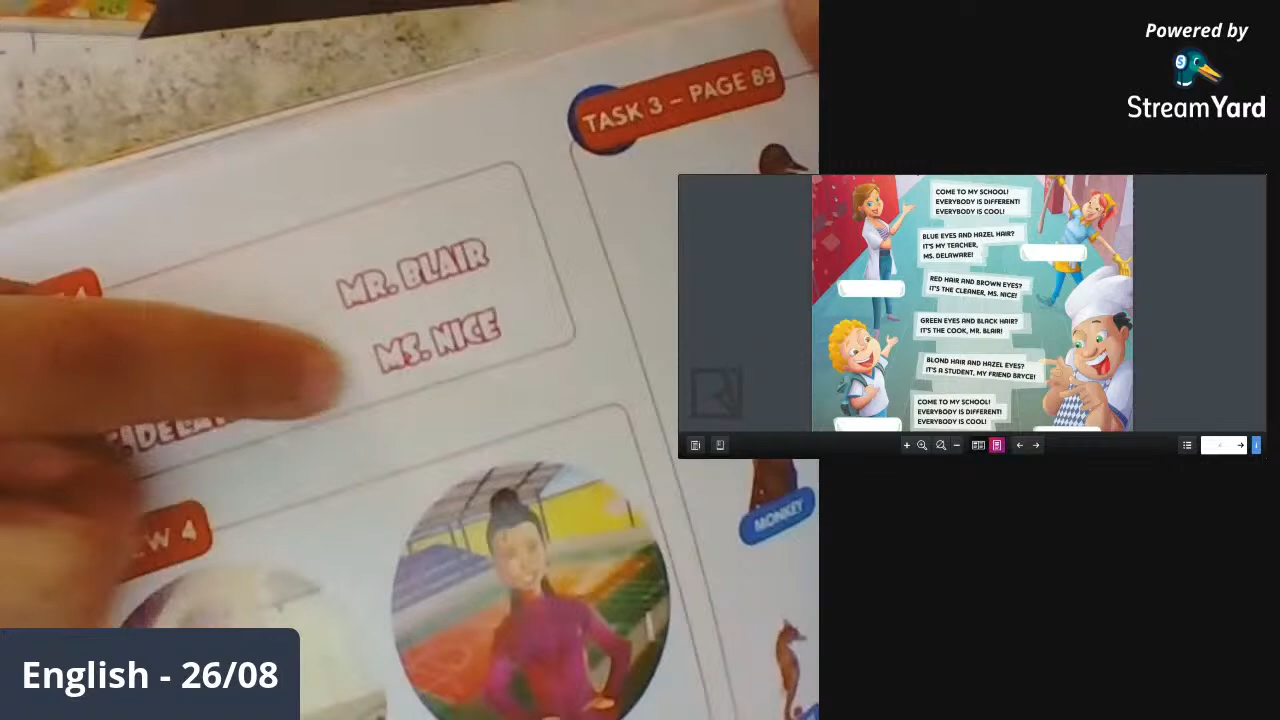 TASK 3 – PAGE 89
MR. BLAIR
MS. NICE
MONKEY
Powered by
StreamYard
COME TO MY SCHOOL!
EVERYBODY IS DIFFERENT!
EVERYBODY IS COOL!
BLUE EYES AND HAZEL HAIR?
IT'S MY TEACHER,
MS. DELAWARE!
RED HAIR AND BROWN EYES?
IT'S THE CLEANER, MS. NICE!
GREEN EYES AND BLACK HAIR?
IT'S THE COOK, MR. BLAIR!
BLOND HAIR AND HAZEL EYES?
IT'S A STUDENT, MY FRIEND BRYCE!
COME TO MY SCHOOL!
EVERYBODY IS DIFFERENT!
EVERYBODY IS COOL!
English - 26/08